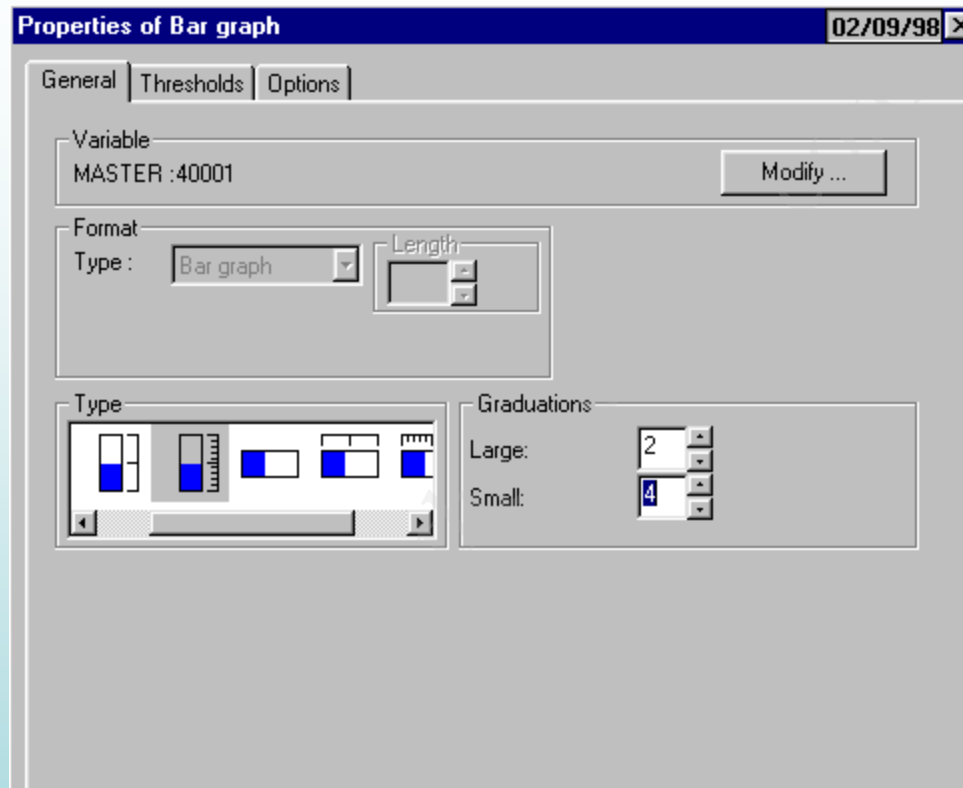 Properties of Bar graph 02/09/98
General Thresholds Options
Variable
MASTER :40001 Modify ...
Format
Type : Bar graph Length
Type Graduations
Large: 2
Small: 4